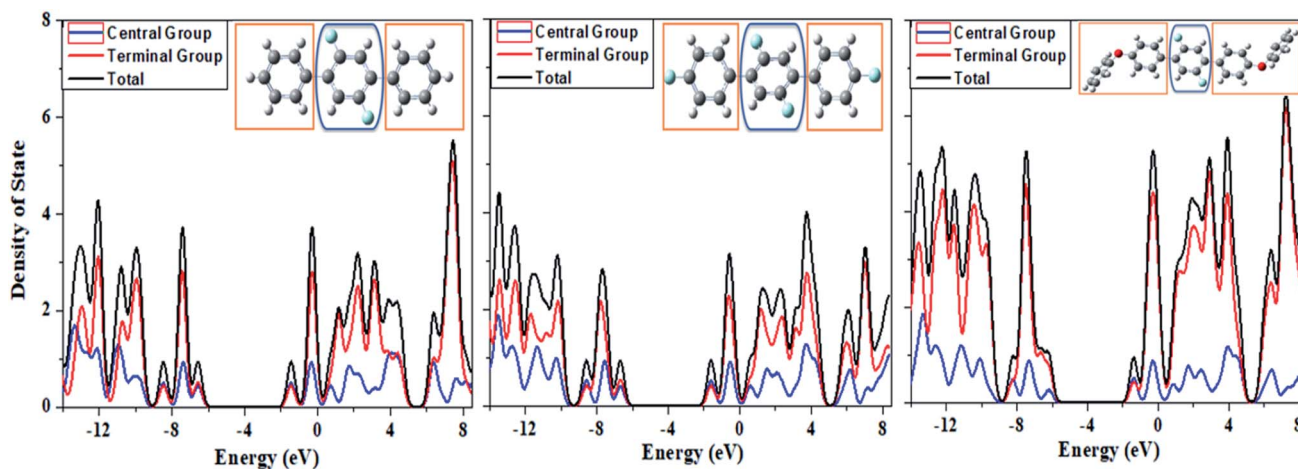 Central Group
Terminal Group
Total
Central Group
Terminal Group
Total
Central Group
Terminal Group
Total
8
6
4
2
0
Density of State
-12 -8 -4 0 4 8
-12 -8 -4 0 4 8
-12 -8 -4 0 4 8
Energy (eV)
Energy (eV)
Energy (eV)